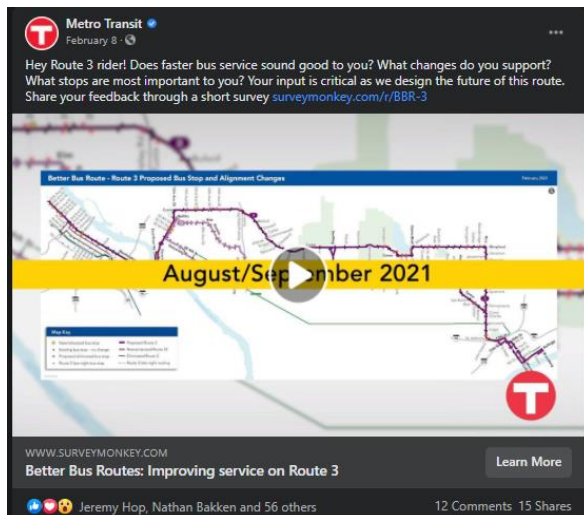 Metro Transit
February 8 ·
Hey Route 3 rider! Does faster bus service sound good to you? What changes do you support?
What stops are most important to you? Your input is critical as we design the future of this route.
Share your feedback through a short survey surveymonkey.com/r/BBR-3
Better Bus Route - Route 3 Proposed Bus Stop and Alignment Changes
February 2021
August/September 2021
Map Key
T
WWW.SURVEYMONKEY.COM
Better Bus Routes: Improving service on Route 3
Learn More
Jeremy Hop, Nathan Bakken and 56 others
12 Comments 15 Shares